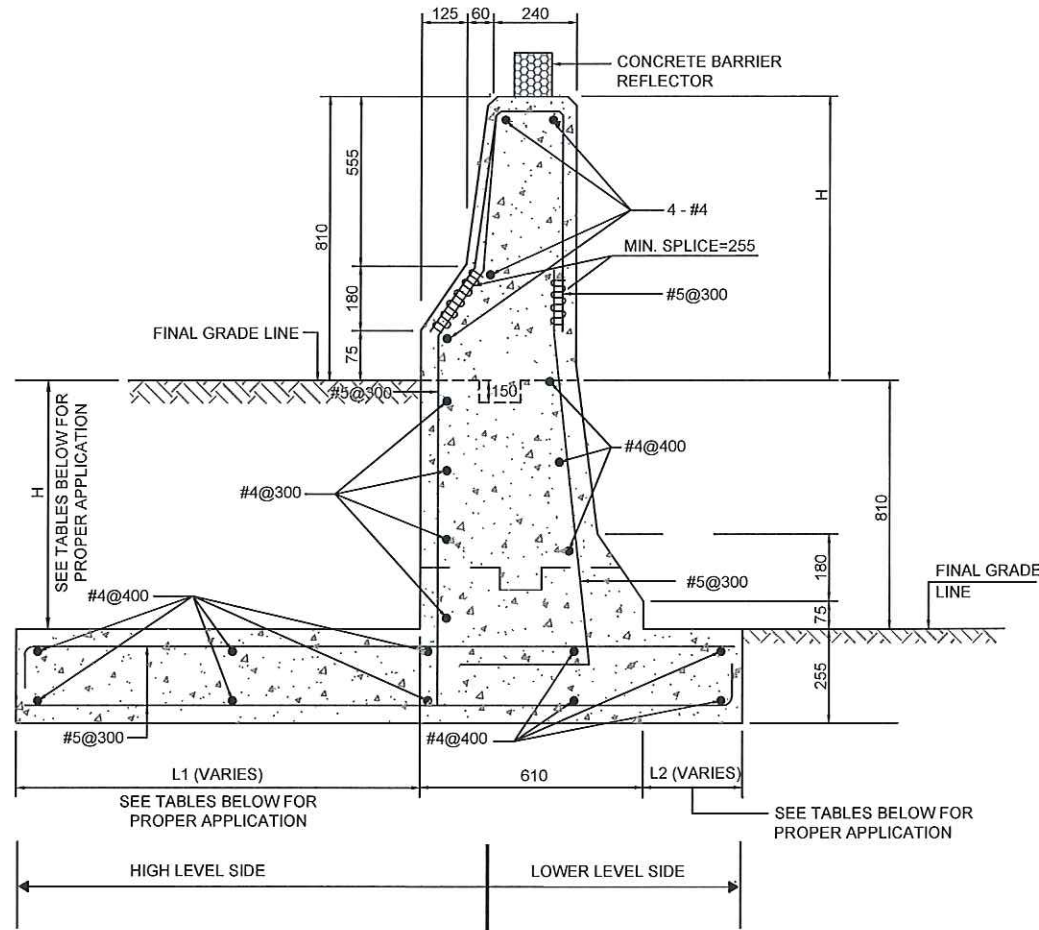 125 60 240
CONCRETE BARRIER
REFLECTOR
555
810
H
4 - #4
MIN. SPLICE=255
#5@300
180
FINAL GRADE LINE
75
#5@300
150
SEE TABLES BELOW FOR
PROPER APPLICATION
H
#4@400
#4@300
810
180
#5@300
FINAL GRADE
LINE
#4@400
75
255
#5@300
#4@400
L1 (VARIES)
610
L2 (VARIES)
SEE TABLES BELOW FOR
PROPER APPLICATION
SEE TABLES BELOW FOR
PROPER APPLICATION
HIGH LEVEL SIDE
LOWER LEVEL SIDE